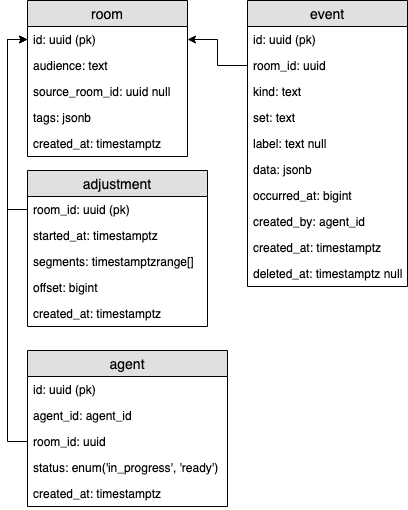 room
id: uuid (pk)
audience: text
source_room_id: uuid null
tags: jsonb
created_at: timestamptz
event
id: uuid (pk)
room_id: uuid
kind: text
set: text
label: text null
data: jsonb
occurred_at: bigint
created_by: agent_id
created_at: timestamptz
deleted_at: timestamptz null
adjustment
room_id: uuid (pk)
started_at: timestamptz
segments: timestamptzrange[]
offset: bigint
created_at: timestamptz
agent
id: uuid (pk)
agent_id: agent_id
room_id: uuid
status: enum('in_progress', 'ready')
created_at: timestamptz